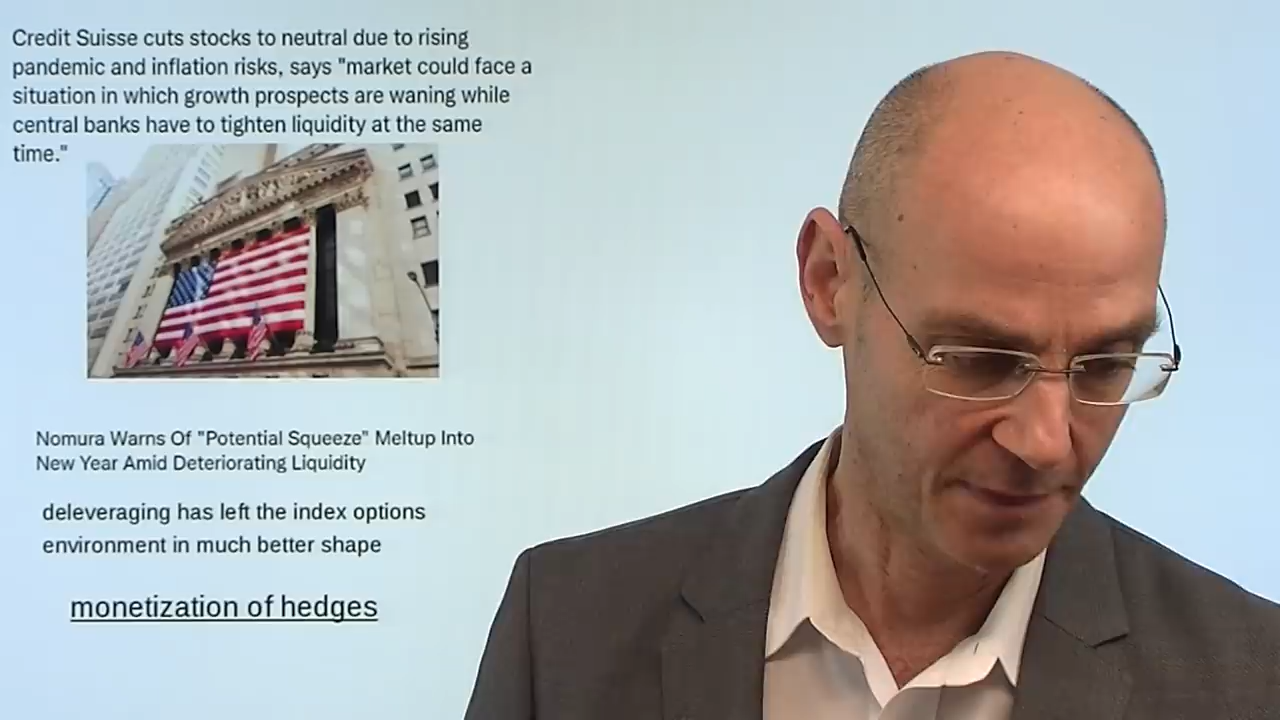 Credit Suisse cuts stocks to neutral due to rising
pandemic and inflation risks, says "market could face a
situation in which growth prospects are waning while
central banks have to tighten liquidity at the same
time."
Nomura Warns Of "Potential Squeeze" Meltup Into
New Year Amid Deteriorating Liquidity
deleveraging has left the index options
environment in much better shape
monetization of hedges